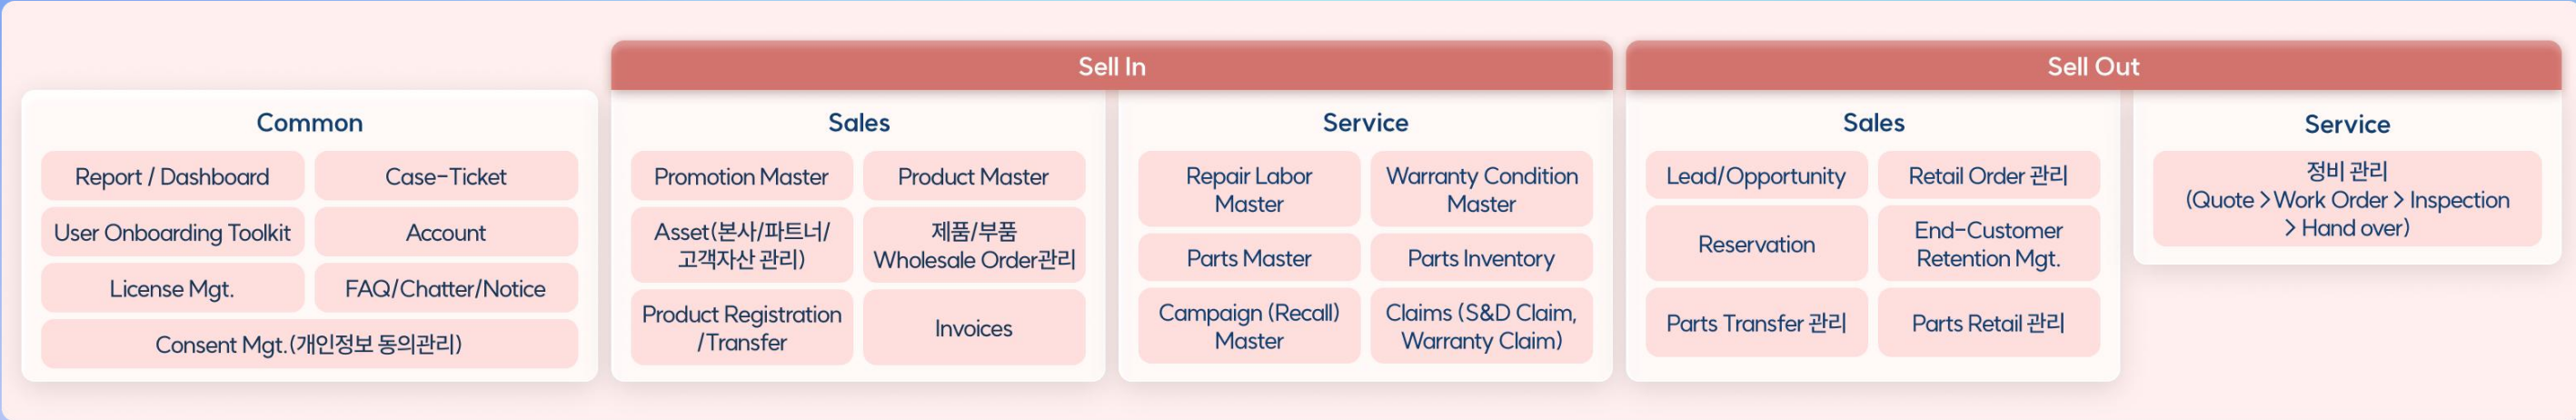 Sell In
Sell Out
Common
Report / Dashboard
Case-Ticket
User Onboarding Toolkit
Account
License Mgt.
FAQ/Chatter/Notice
Consent Mgt.(개인정보 동의관리)
Sales
Promotion Master
Product Master
Asset(본사/파트너/
고객자산 관리)
제품/부품
Wholesale Order관리
Product Registration
/Transfer
Invoices
Service
Repair Labor
Master
Warranty Condition
Master
Parts Master
Parts Inventory
Campaign (Recall)
Master
Claims (S&D Claim,
Warranty Claim)
Sales
Lead/Opportunity
Retail Order 관리
Reservation
End-Customer
Retention Mgt.
Parts Transfer 관리
Parts Retail 관리
Service
정비 관리
(Quote >Work Order > Inspection
> Hand over)